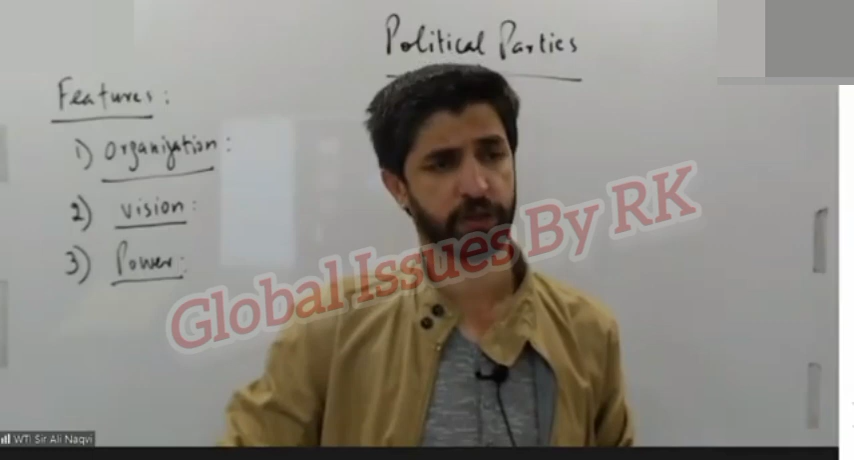 Political Parties
Features:
1) Organization:
2) Vision:
3) Power:
Global Issues By RK
WTI Sir Ali Naqvi